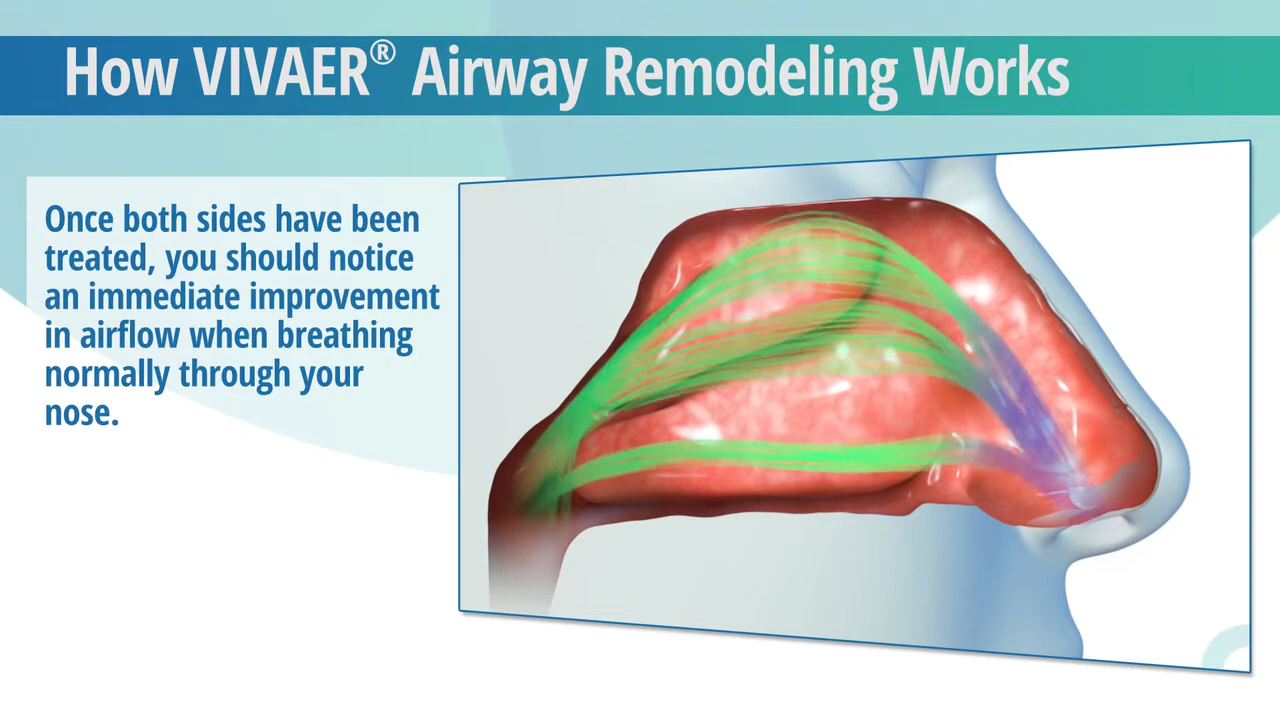 How VIVAER® Airway Remodeling Works
Once both sides have been
treated, you should notice
an immediate improvement
in airflow when breathing
normally through your
nose.